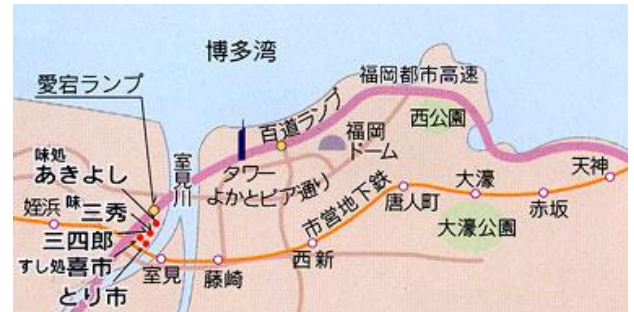 博多湾
愛宕ランプ
福岡都市高速
百道ランプ
西公園
福岡
ドーム
味処
あきよし
室見川
タワー
よかとピア通り
天神
大濠
唐人町
赤坂
市営地下鉄
大濠公園
姪浜
味三秀
三四郎
すし処喜市
とり市
室見
藤崎
西新